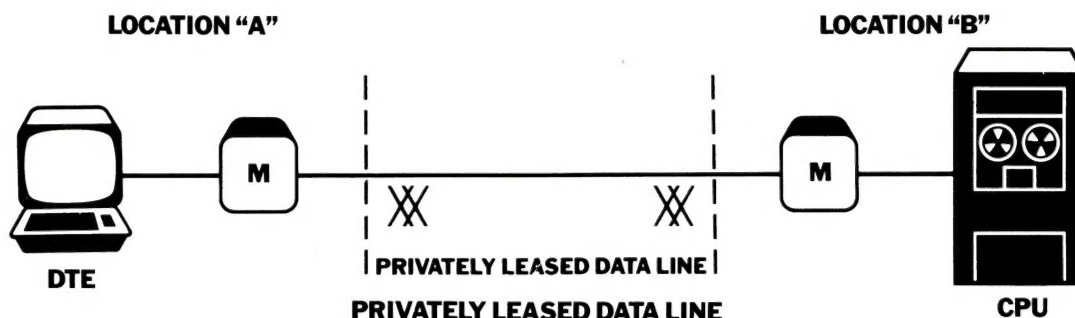 LOCATION “A”
LOCATION “B”
M
M
PRIVATELY LEASED DATA LINE
DTE
PRIVATELY LEASED DATA LINE
CPU